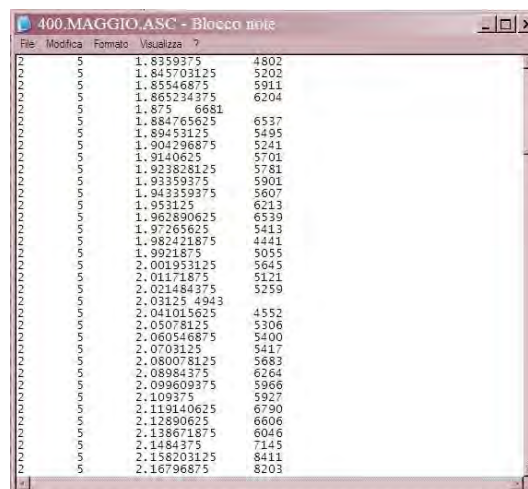 400.MAGGIO.ASC - Blocco note
File Modifica Formato Visualizza ?
2 5 1.8359375 4802
2 5 1.845703125 5202
2 5 1.85546875 5911
2 5 1.865234375 6204
2 5 1.875 6681
2 5 1.884765625 6537
2 5 1.89453125 5495
2 5 1.904296875 5241
2 5 1.9140625 5701
2 5 1.923828125 5781
2 5 1.93359375 5901
2 5 1.943359375 5607
2 5 1.953125 6213
2 5 1.962890625 6539
2 5 1.97265625 5413
2 5 1.982421875 4441
2 5 1.9921875 5055
2 5 2.001953125 5645
2 5 2.01171875 5121
2 5 2.021484375 5259
2 5 2.03125 4943
2 5 2.041015625 4552
2 5 2.05078125 5306
2 5 2.060546875 5400
2 5 2.0703125 5417
2 5 2.080078125 5683
2 5 2.08984375 6264
2 5 2.099609375 5966
2 5 2.109375 5927
2 5 2.119140625 6790
2 5 2.12890625 6606
2 5 2.138671875 6046
2 5 2.1484375 7145
2 5 2.158203125 8411
2 5 2.16796875 8203